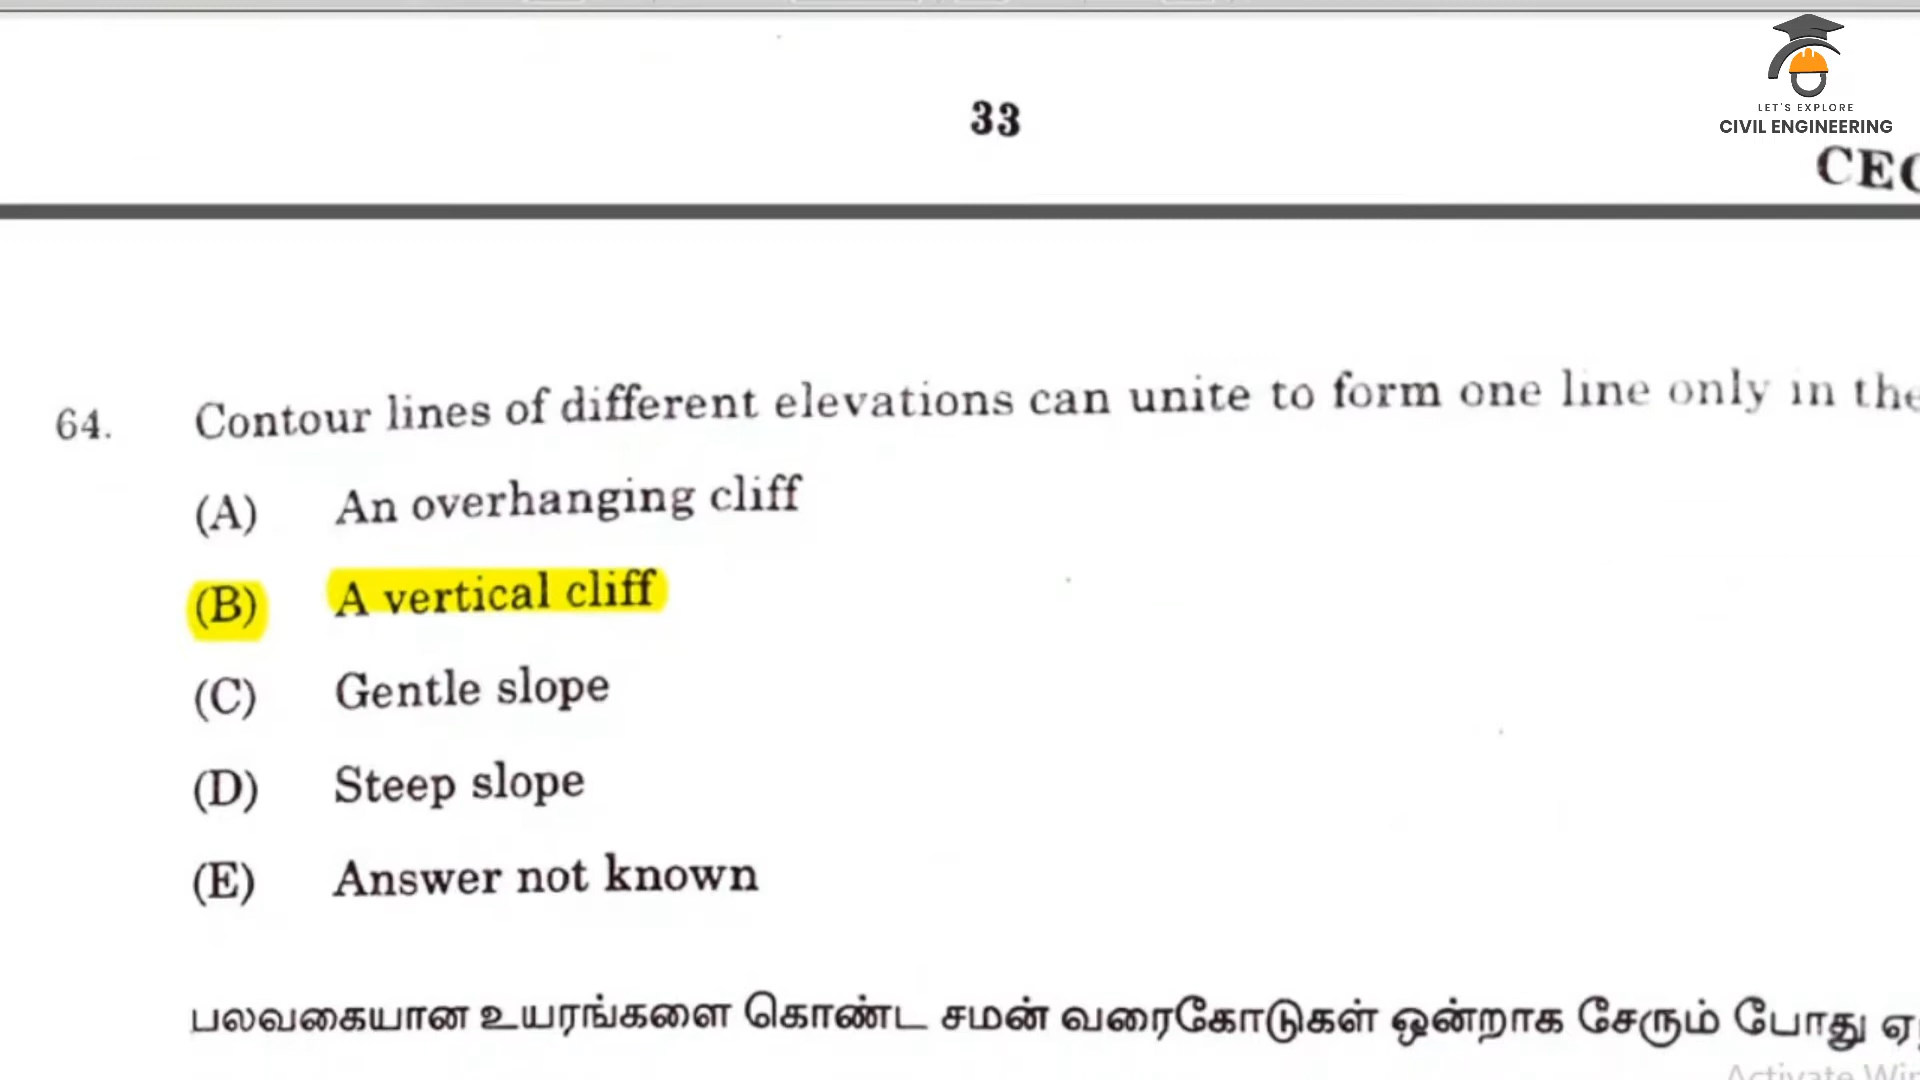 LET'S EXPLORE
CIVIL ENGINEERING
33
64. Contour lines of different elevations can unite to form one line only in the
(A) An overhanging cliff
(B) A vertical cliff
(C) Gentle slope
(D) Steep slope
(E) Answer not known
பலவகையான உயரங்களை கொண்ட சமன் வரைகோடுகள் ஒன்றாக சேரும் போது
Activate